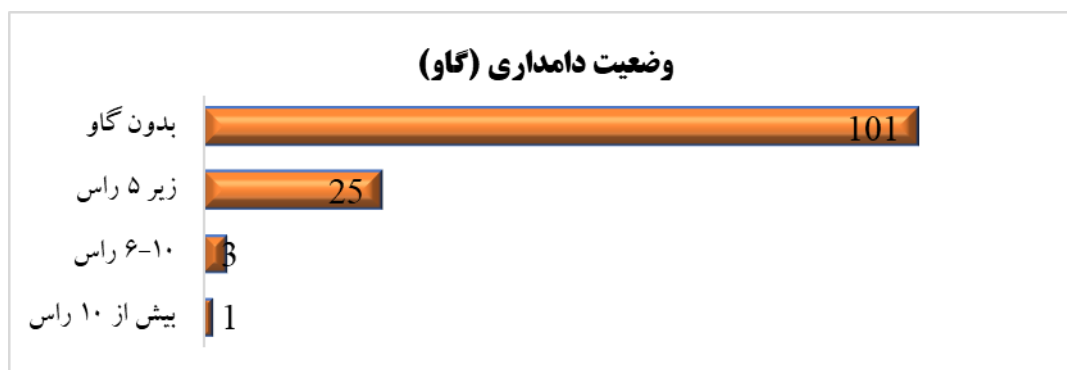 وضعیت دامداری (گاو)
بدون گاو 101
زیر ۵ راس 25
۶-۱۰ راس 3
بیش از ۱۰ راس 1